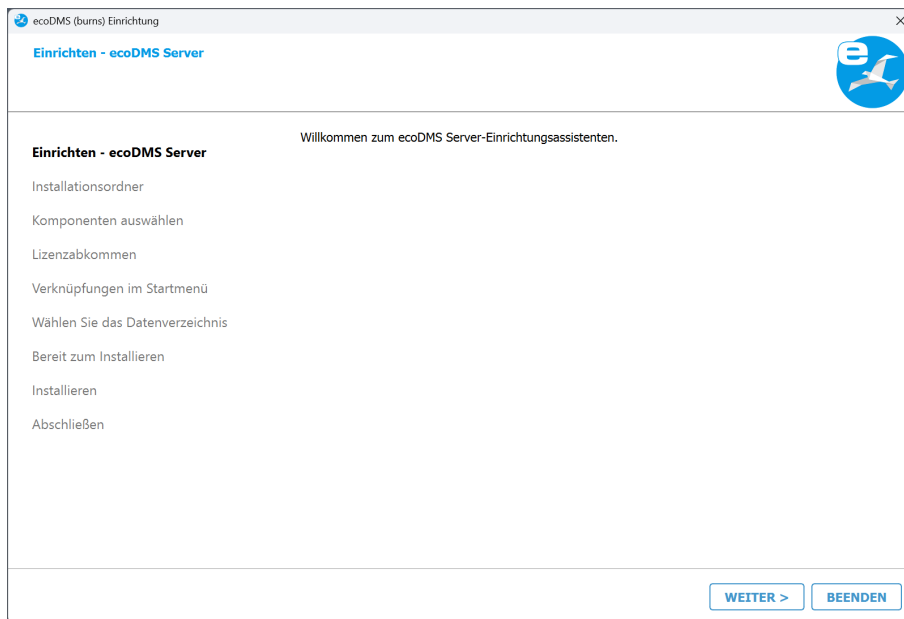 ecoDMS (burns) Einrichtung
Einrichten - ecoDMS Server
e
Willkommen zum ecoDMS Server-Einrichtungsassistenten.
Einrichten - ecoDMS Server
Installationsordner
Komponenten auswählen
Lizenzabkommen
Verknüpfungen im Startmenü
Wählen Sie das Datenverzeichnis
Bereit zum Installieren
Installieren
Abschließen
WEITER >
BEENDEN